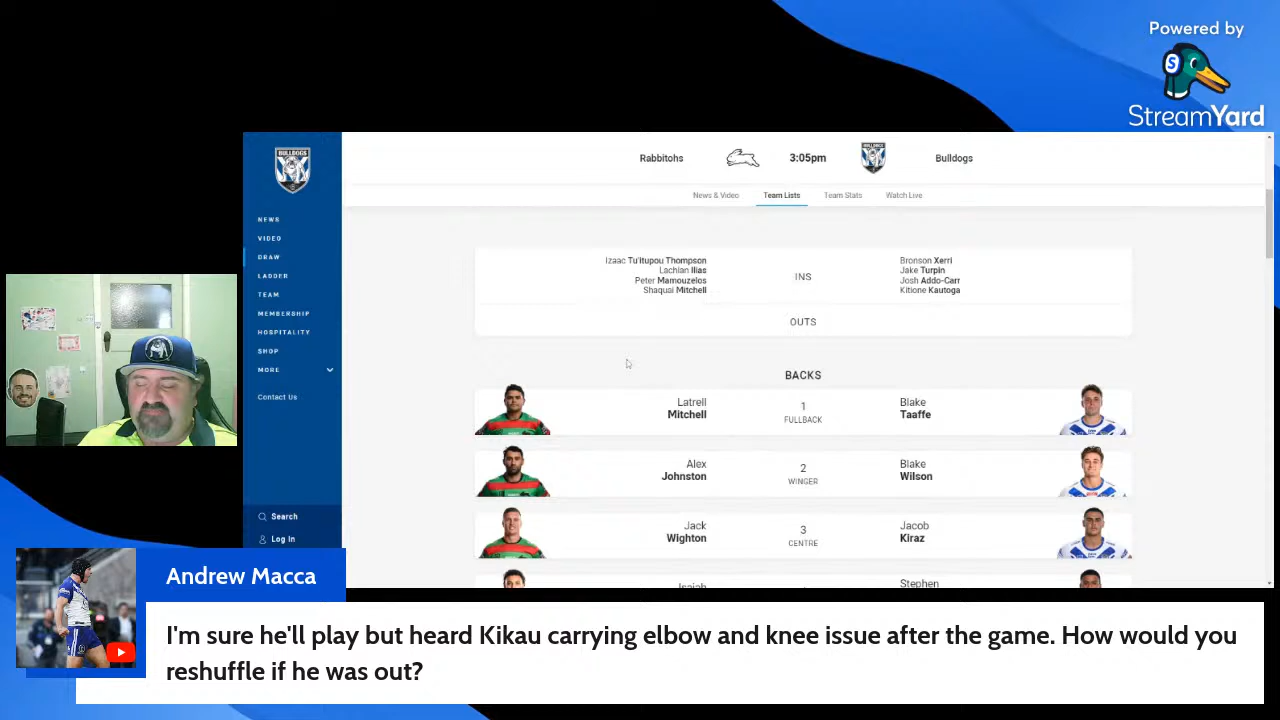 Powered by
StreamYard
BULLDOGS
Rabbitohs
3:05pm
Bulldogs
News & Video
Team Lists
Team Stats
Watch Live
NEWS
VIDEO
DRAW
LADDER
TEAM
MEMBERSHIP
HOSPITALITY
SHOP
MORE
Contact Us
Search
Log In
Izaac Tu'itupou Thompson
Lachlan Ilias
Peter Mamouzelos
Shaquai Mitchell
INS
Bronson Xerri
Jake Turpin
Josh Addo-Carr
Kitione Kautoga
OUTS
BACKS
Latrell
Mitchell
1
FULLBACK
Blake
Taaffe
Alex
Johnston
2
WINGER
Blake
Wilson
Jack
Wighton
3
CENTRE
Jacob
Kiraz
Isaiah
Stephen
Andrew Macca
I'm sure he'll play but heard Kikau carrying elbow and knee issue after the game. How would you
reshuffle if he was out?